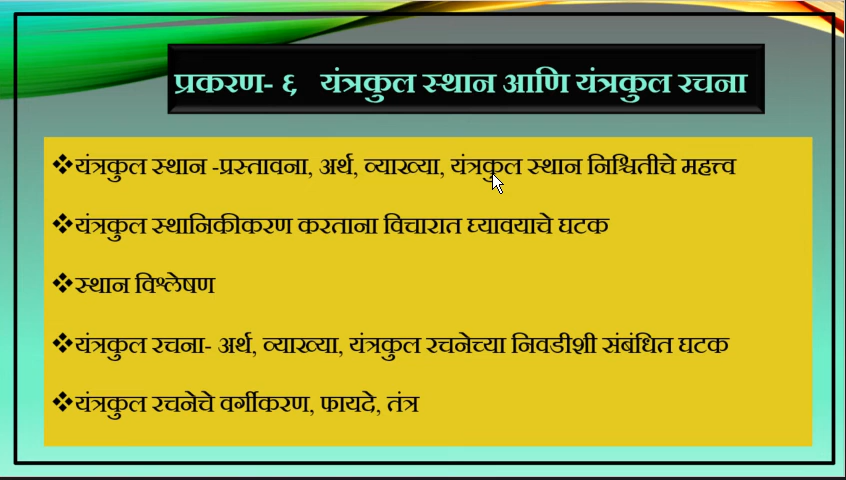 प्रकरण- ६ यंत्रकुल स्थान आणि यंत्रकुल रचना
❖यंत्रकुल स्थान -प्रस्तावना, अर्थ, व्याख्या, यंत्रकुल स्थान निश्चितीचे महत्त्व
❖यंत्रकुल स्थानिकीकरण करताना विचारात घ्यावयाचे घटक
❖स्थान विश्लेषण
❖यंत्रकुल रचना- अर्थ, व्याख्या, यंत्रकुल रचनेच्या निवडीशी संबंधित घटक
❖यंत्रकुल रचनेचे वर्गीकरण, फायदे, तंत्र